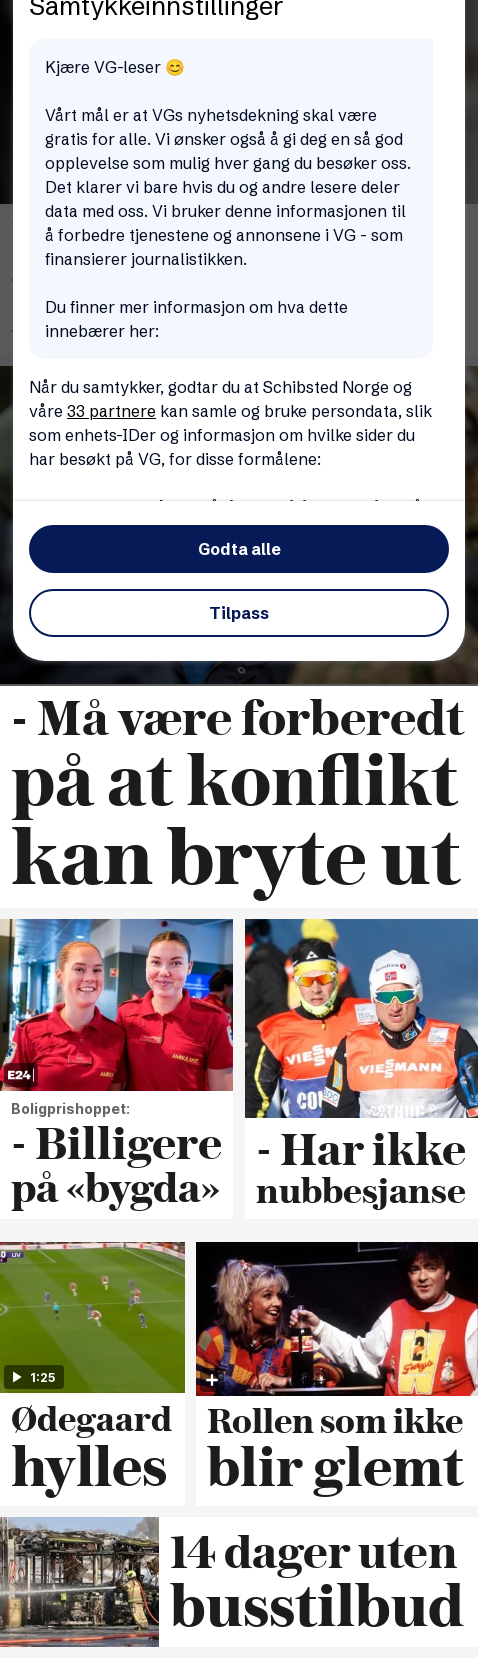 Samtykkeinnstillinger
Kjære VG-leser 😊
Vårt mål er at VGs nyhetsdekning skal være
gratis for alle. Vi ønsker også å gi deg en så god
opplevelse som mulig hver gang du besøker oss.
Det klarer vi bare hvis du og andre lesere deler
data med oss. Vi bruker denne informasjonen til
å forbedre tjenestene og annonsene i VG - som
finansierer journalistikken.
Du finner mer informasjon om hva dette
innebærer her:
Når du samtykker, godtar du at Schibsted Norge og
våre 33 partnere kan samle og bruke persondata, slik
som enhets-IDer og informasjon om hvilke sider du
har besøkt på VG, for disse formålene:
Godta alle
Tilpass
- Må være forberedt
på at konflikt
kan bryte ut
AMBULANSE
E24
VIESSMANN
VIESSMANN
Boligprishoppet:
- Billigere
på «bygda»
- Har ikke
nubbesjanse
LIV
1:25
Ødegaard
hylles
Rollen som ikke
blir glemt
14 dager uten
busstilbud